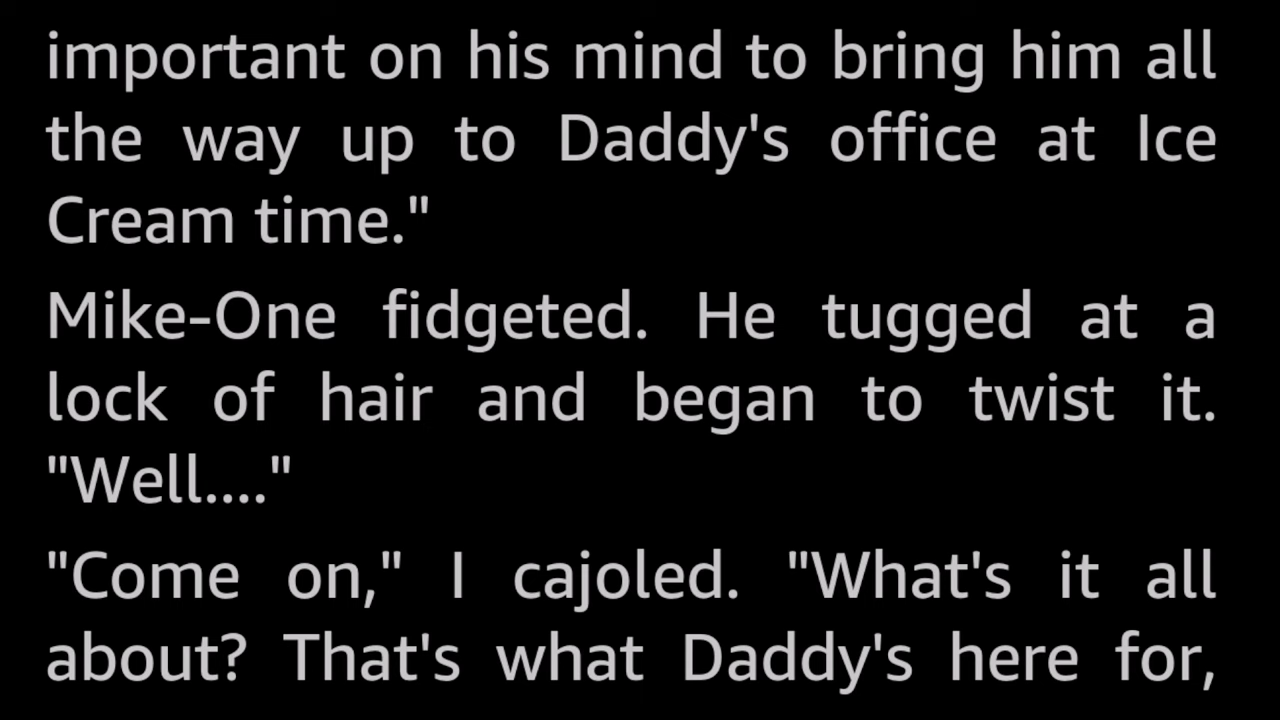 important on his mind to bring him all
the way up to Daddy's office at Ice
Cream time."
Mike-One fidgeted. He tugged at a
lock of hair and began to twist it.
"Well...."
"Come on," I cajoled. "What's it all
about? That's what Daddy's here for,